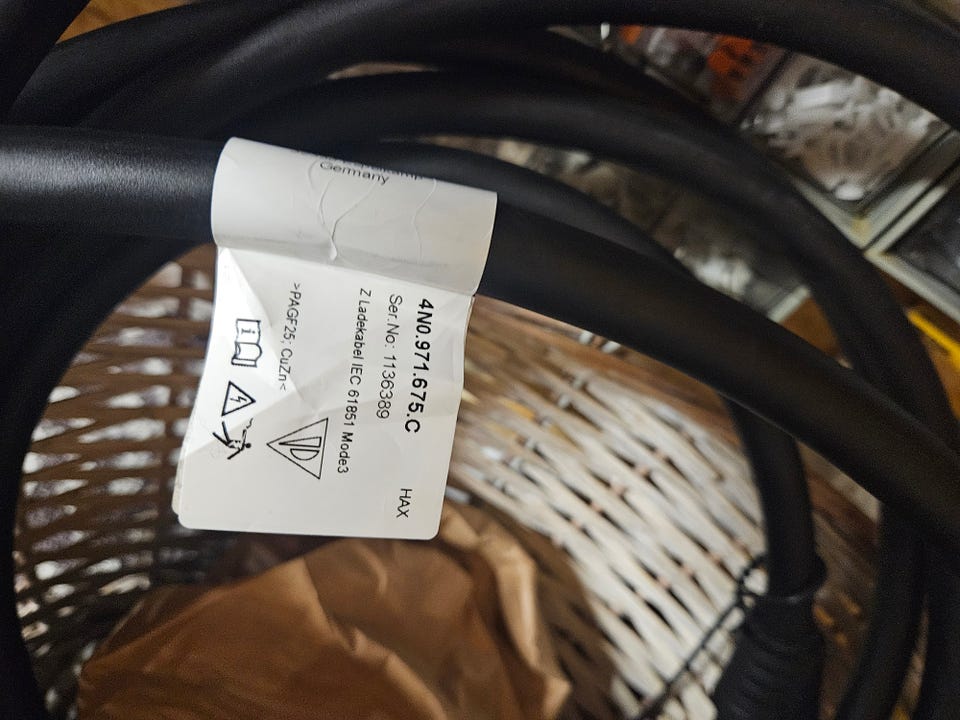 Germany
4N0.971.675.C HAX
Ser.No: 1136389
Z Ladekabel IEC 61851 Mode3
>PAGF25; CuZn<